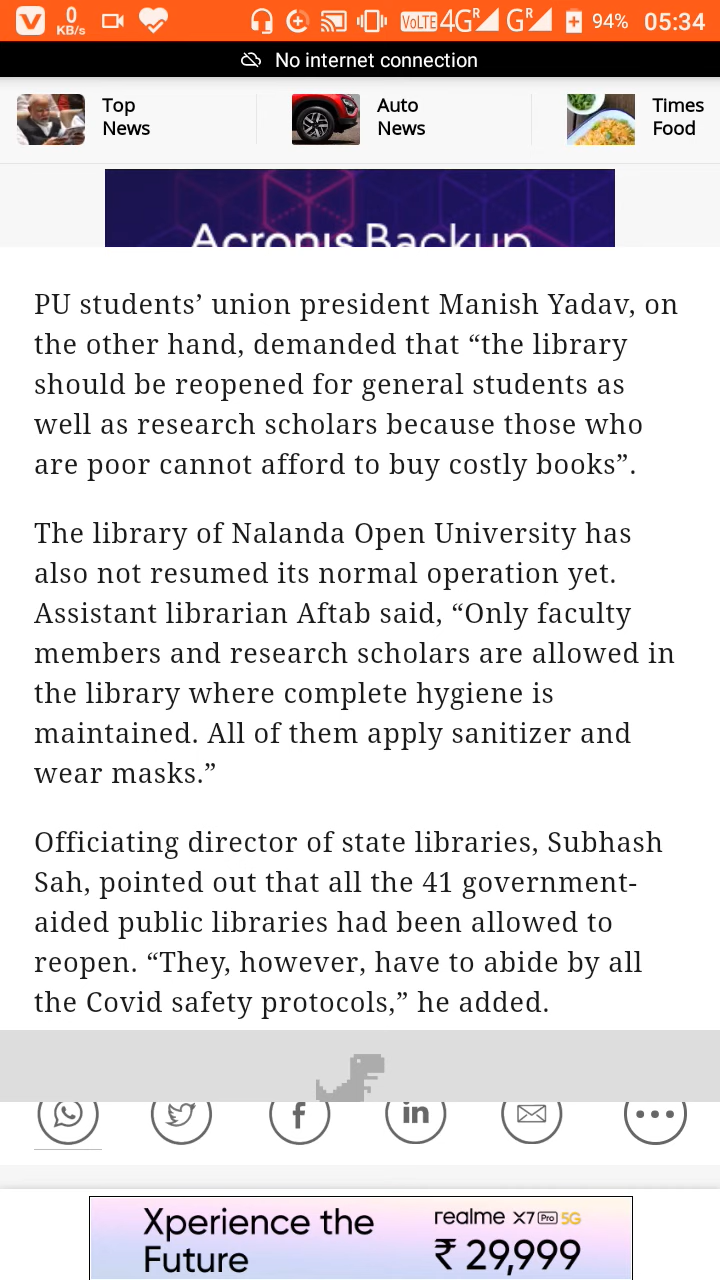 0
KB/s
VoLTE 4G R G R 94% 05:34
No internet connection
Top
News
Auto
News
Times
Food
Acronis Backup
PU students’ union president Manish Yadav, on
the other hand, demanded that “the library
should be reopened for general students as
well as research scholars because those who
are poor cannot afford to buy costly books”.
The library of Nalanda Open University has
also not resumed its normal operation yet.
Assistant librarian Aftab said, “Only faculty
members and research scholars are allowed in
the library where complete hygiene is
maintained. All of them apply sanitizer and
wear masks.”
Officiating director of state libraries, Subhash
Sah, pointed out that all the 41 government-
aided public libraries had been allowed to
reopen. “They, however, have to abide by all
the Covid safety protocols,” he added.
Xperience the
Future
realme X7 Pro 5G
₹ 29,999